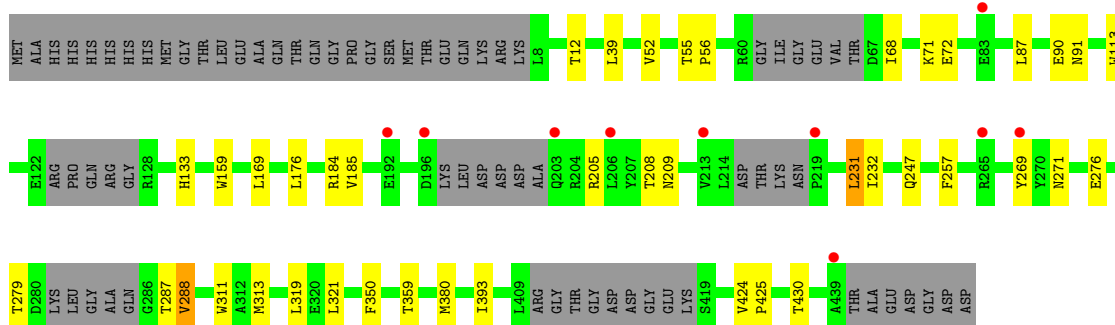 MET ALA HIS HIS HIS HIS HIS HIS MET GLY THR LEU GLU ALA GLN THR GLN GLY PRO GLY SER MET THR GLU GLN LYS ARG LYS L8 T12 L39 V52 T55 P56 R60 GLY ILE GLY GLU VAL THR D67 I68 K71 E72 E83 L87 E90 N91 W113
E122 ARG PRO GLN ARG GLY R128 H133 W159 L169 L176 R184 V185 E192 D196 LYS LEU ASP ASP ASP ALA Q203 R204 R205 L206 Y207 T208 N209 V213 L214 ASP THR LYS ASN P219 L231 I232 Q247 F257 R265 Y269 Y270 N271 E276
T279 D280 LYS LEU GLY ALA GLN G286 T287 V288 W311 A312 M313 L319 E320 L321 F350 T359 M380 I393 L409 ARG GLY THR GLY ASP ASP GLY GLU LYS S419 V424 P425 T430 A439 THR ALA GLU ASP GLY ASP ASP